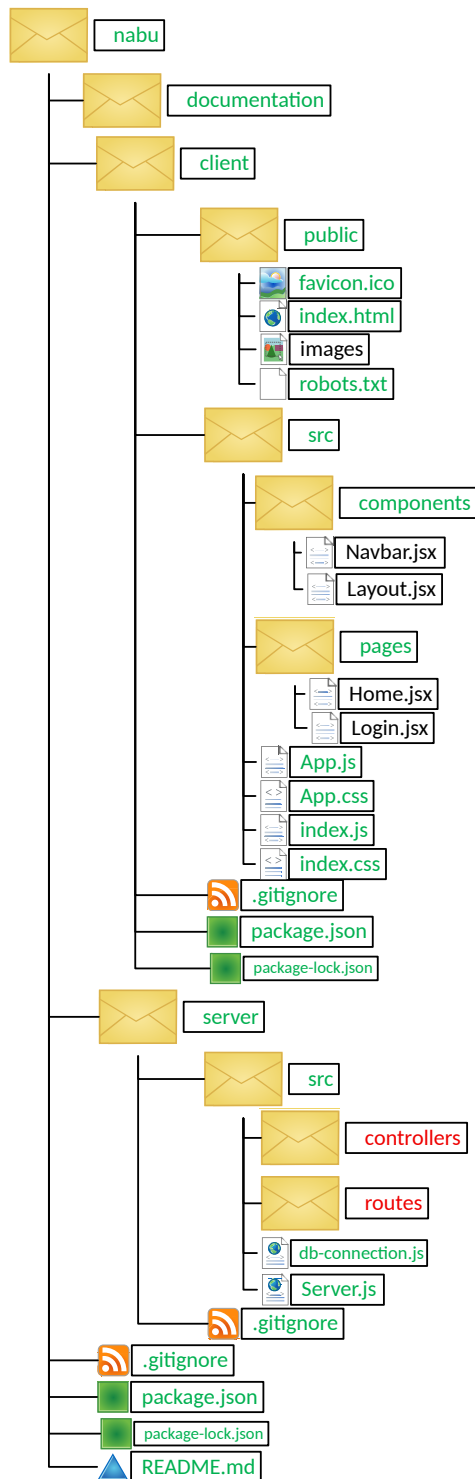 nabu
documentation
client
public
favicon.ico
index.html
images
robots.txt
src
components
Navbar.jsx
Layout.jsx
pages
Home.jsx
Login.jsx
App.js
App.css
index.js
index.css
.gitignore
package.json
package-lock.json
server
src
controllers
routes
db-connection.js
Server.js
.gitignore
.gitignore
package.json
package-lock.json
README.md